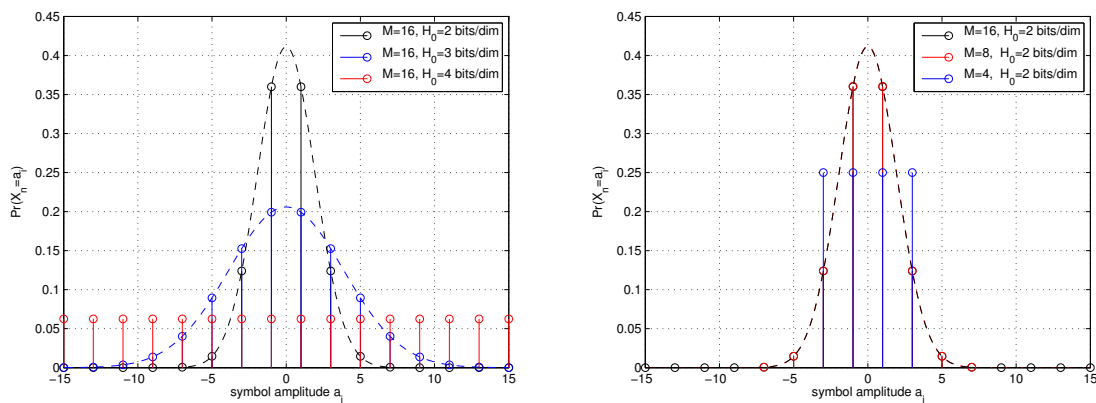 0.45
0.4
0.35
0.3
0.25
0.2
0.15
0.1
0.05
0
Pr(X_n=a_i)
M=16, H_0=2 bits/dim
M=16, H_0=3 bits/dim
M=16, H_0=4 bits/dim
-15 -10 -5 0 5 10 15
symbol amplitude a_i
0.45
0.4
0.35
0.3
0.25
0.2
0.15
0.1
0.05
0
Pr(X_n=a_i)
M=16, H_0=2 bits/dim
M=8, H_0=2 bits/dim
M=4, H_0=2 bits/dim
-15 -10 -5 0 5 10 15
symbol amplitude a_i